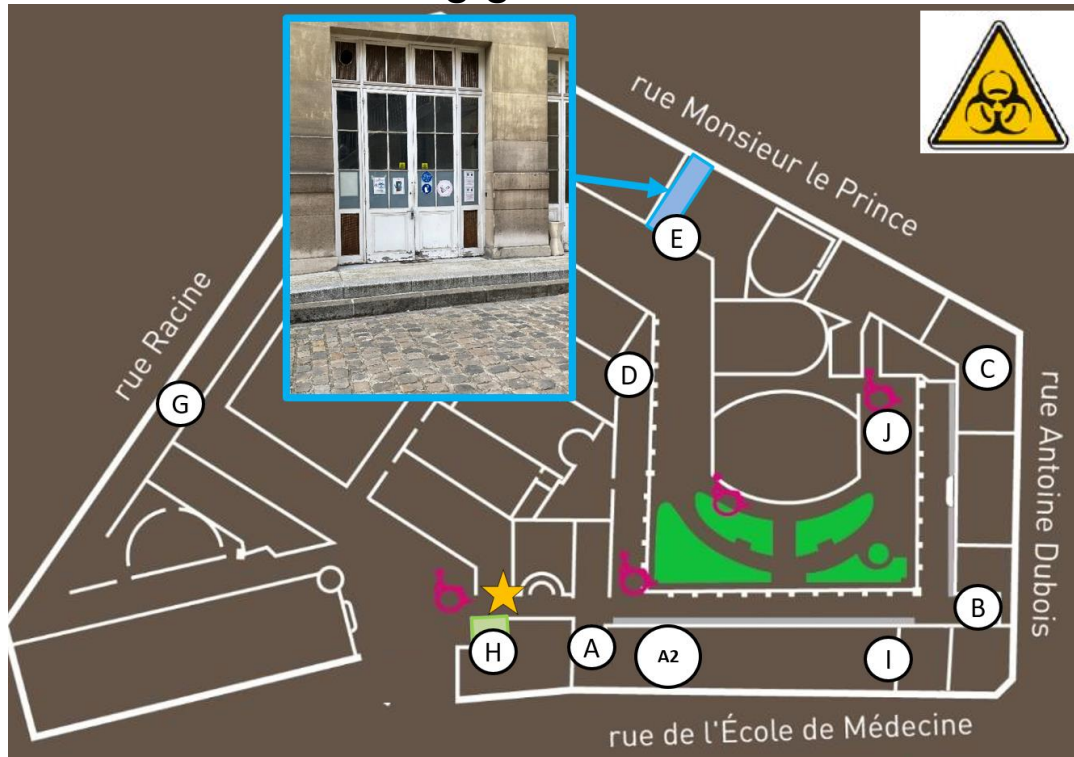 rue Monsieur le Prince
rue Racine
rue Antoine Dubois
rue de l'École de Médecine
E
D
C
G
J
B
H
A
A2
I